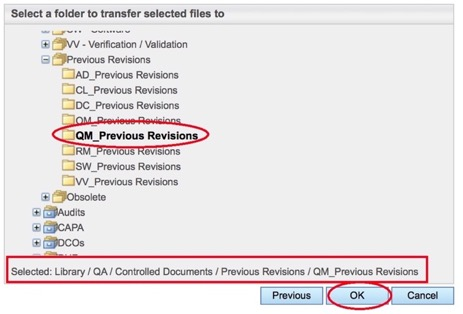 Select a folder to transfer selected files to
VV - Verification / Validation
Previous Revisions
AD_Previous Revisions
CL_Previous Revisions
DC_Previous Revisions
OM_Previous Revisions
QM_Previous Revisions
RM_Previous Revisions
SW_Previous Revisions
VV_Previous Revisions
Obsolete
Audits
CAPA
DCOs
Selected: Library / QA / Controlled Documents / Previous Revisions / QM_Previous Revisions
Previous OK Cancel